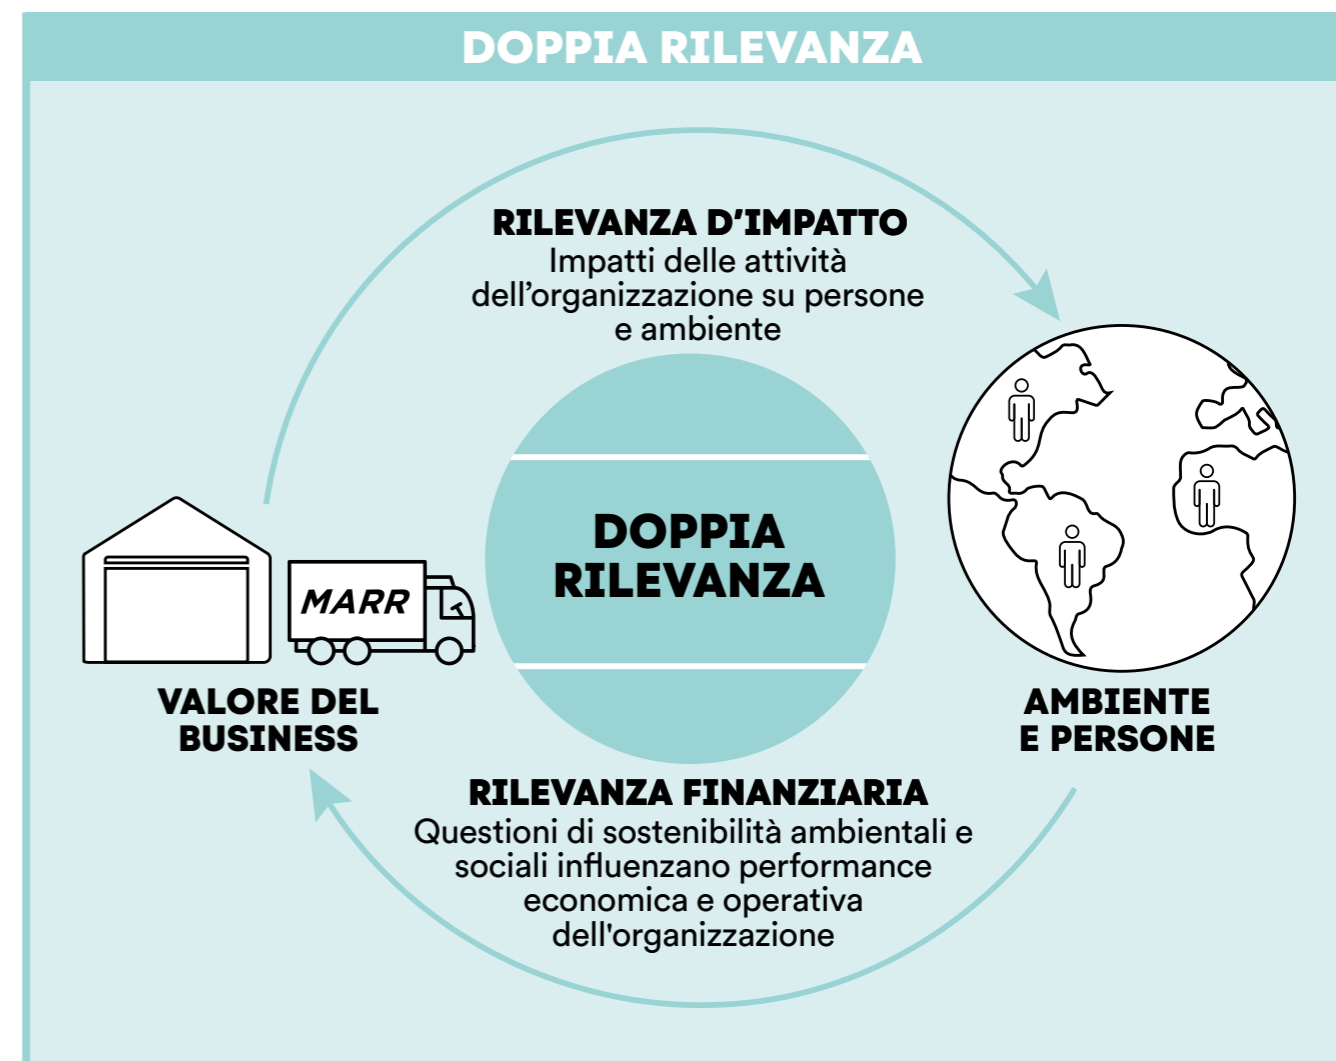 DOPPIA RILEVANZA
RILEVANZA D’IMPATTO
Impatti delle attività
dell’organizzazione su persone
e ambiente
DOPPIA
RILEVANZA
MARR
VALORE DEL
BUSINESS
AMBIENTE
E PERSONE
RILEVANZA FINANZIARIA
Questioni di sostenibilità ambientali e
sociali influenzano performance
economica e operativa
dell'organizzazione